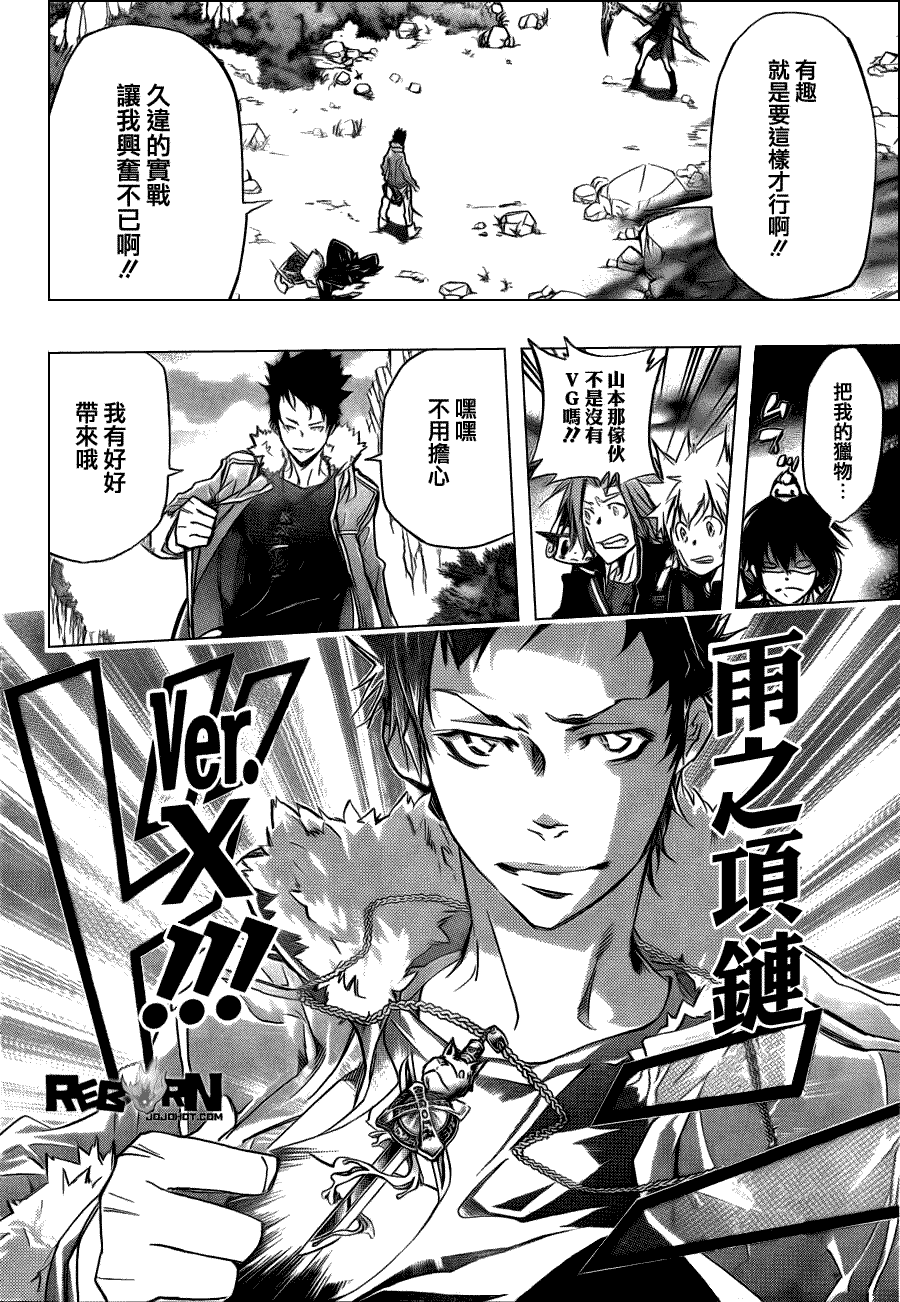 有趣
就是要這樣才行啊!!
久違的實戰
讓我興奮不已啊!!
把我的獵物…
山本那傢伙
不是沒有
VG嗎!!
嘿嘿
不用擔心
我有好好
帶來哦
雨之項鏈
Ver.
X
!!!
REBORN
JOJOHOT.COM